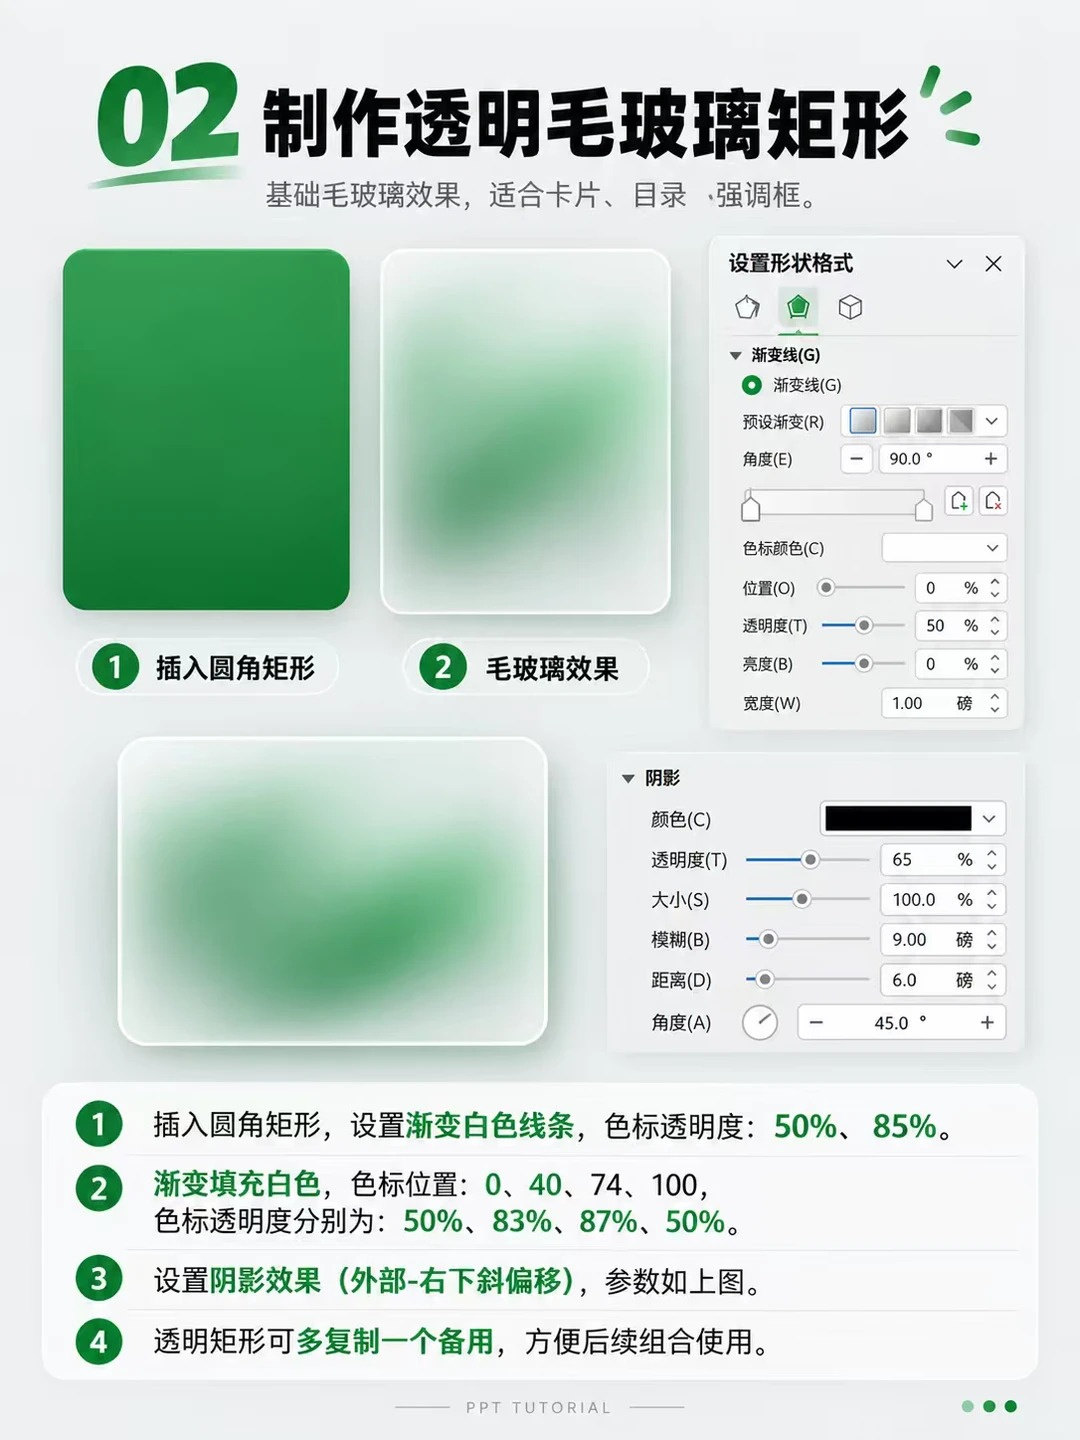 02 制作透明毛玻璃矩形
基础毛玻璃效果，适合卡片、目录、强调框。
1 插入圆角矩形
2 毛玻璃效果
设置形状格式
渐变线(G)
渐变线(G)
预设渐变(R)
角度(E) − 90.0 ° +
色标颜色(C)
位置(O) 0 %
透明度(T) 50 %
亮度(B) 0 %
宽度(W) 1.00 磅
阴影
颜色(C)
透明度(T) 65 %
大小(S) 100.0 %
模糊(B) 9.00 磅
距离(D) 6.0 磅
角度(A) − 45.0 ° +
1 插入圆角矩形，设置渐变白色线条，色标透明度：50%、85%。
2 渐变填充白色，色标位置：0、40、74、100，
色标透明度分别为：50%、83%、87%、50%。
3 设置阴影效果（外部-右下斜偏移），参数如上图。
4 透明矩形可多复制一个备用，方便后续组合使用。
PPT TUTORIAL